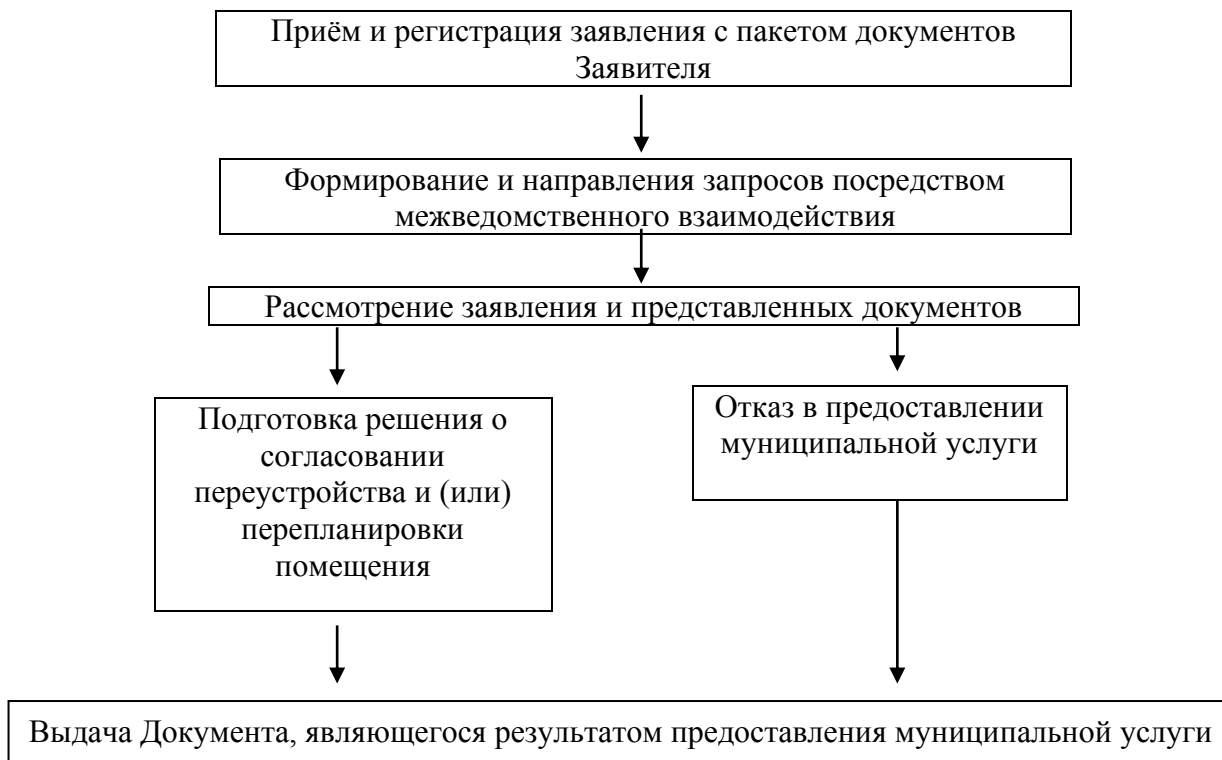 Приём и регистрация заявления с пакетом документов
Заявителя
Формирование и направления запросов посредством
межведомственного взаимодействия
Рассмотрение заявления и представленных документов
Подготовка решения о
согласовании
переустройства и (или)
перепланировки
помещения
Отказ в предоставлении
муниципальной услуги
Выдача Документа, являющегося результатом предоставления муниципальной услуги